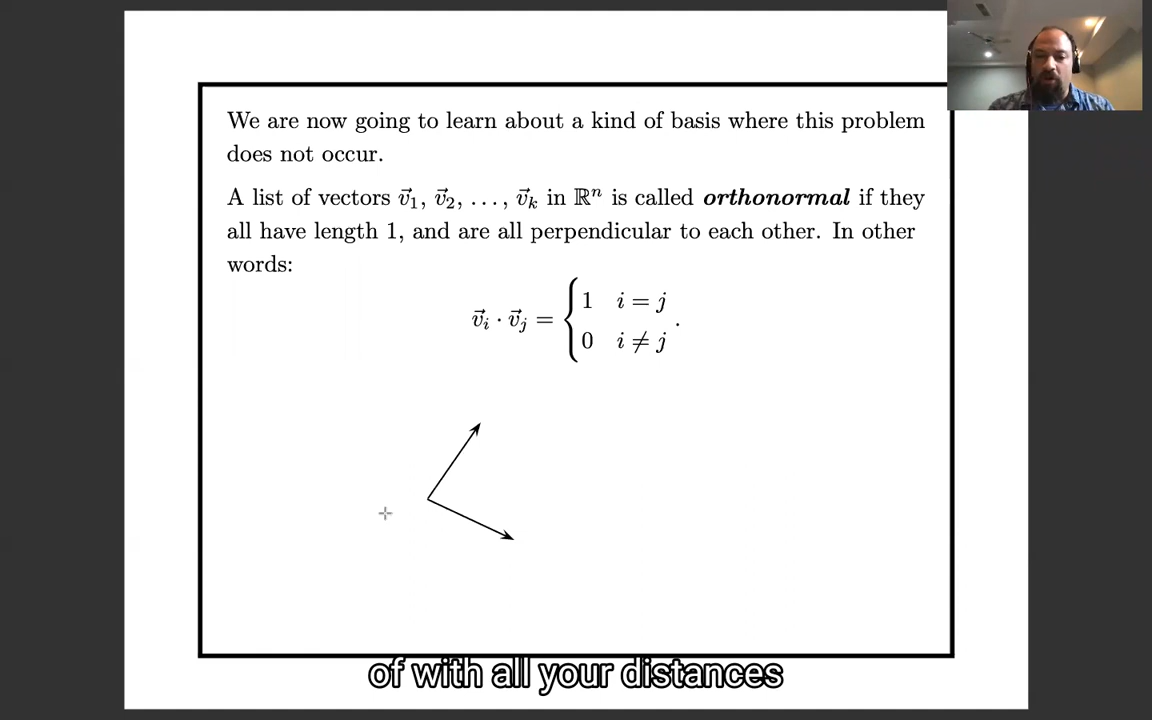 We are now going to learn about a kind of basis where this problem
does not occur.
A list of vectors v⃗₁, v⃗₂, ..., v⃗ₖ in ℝⁿ is called orthonormal if they
all have length 1, and are all perpendicular to each other. In other
words:
v⃗ᵢ · v⃗ⱼ = { 1 i = j
0 i ≠ j .
of with all your distances